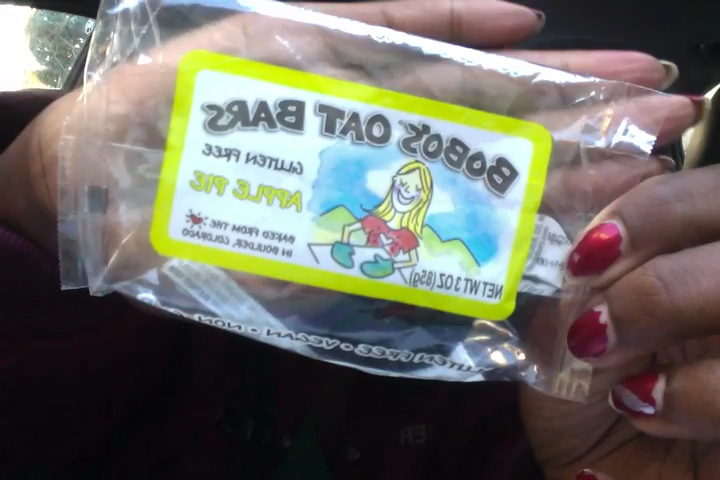 BOBO'S OAT BARS
GLUTEN FREE
APPLE PIE
BAKED FROM THE
IN BOULDER, COLORADO
NET WT 3 OZ (85g)
GLUTEN FREE • VEGAN • NON